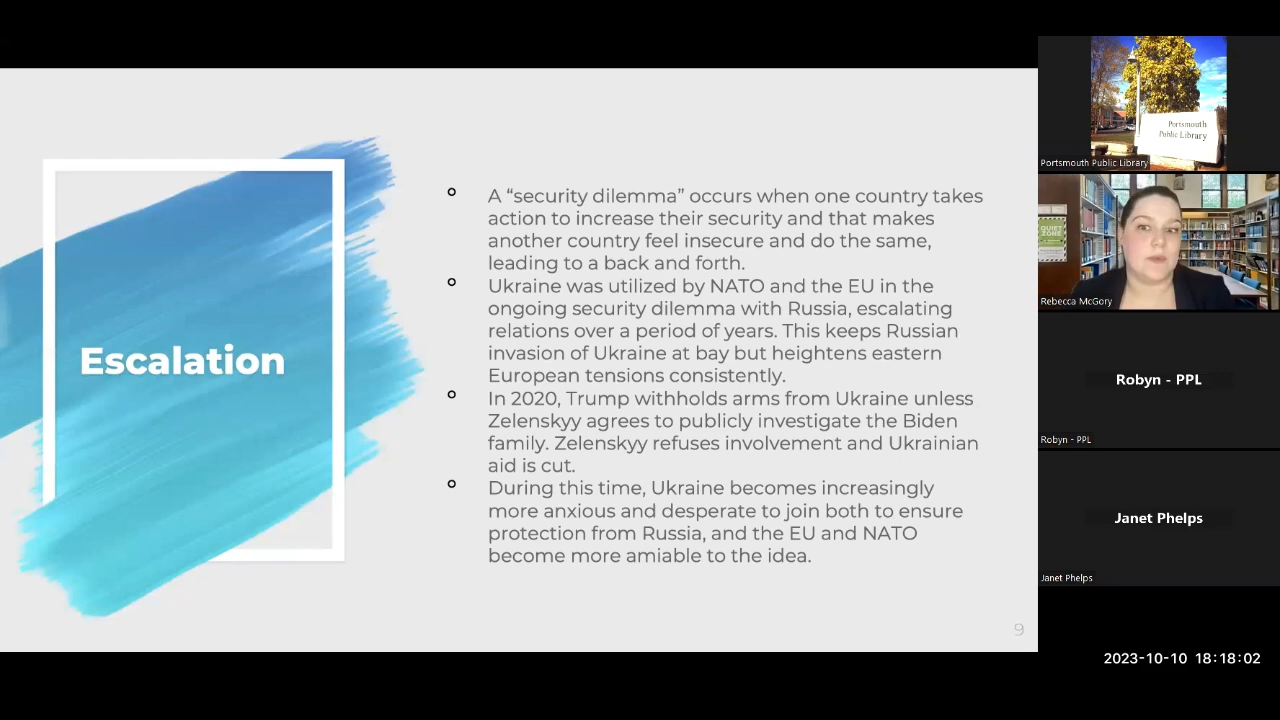 Escalation
A “security dilemma” occurs when one country takes
action to increase their security and that makes
another country feel insecure and do the same,
leading to a back and forth.
Ukraine was utilized by NATO and the EU in the
ongoing security dilemma with Russia, escalating
relations over a period of years. This keeps Russian
invasion of Ukraine at bay but heightens eastern
European tensions consistently.
In 2020, Trump withholds arms from Ukraine unless
Zelenskyy agrees to publicly investigate the Biden
family. Zelenskyy refuses involvement and Ukrainian
aid is cut.
During this time, Ukraine becomes increasingly
more anxious and desperate to join both to ensure
protection from Russia, and the EU and NATO
become more amiable to the idea.
9
Portsmouth
Public Library
Portsmouth Public Library
QUIET
ZONE
Rebecca McGory
Robyn - PPL
Robyn - PPL
Janet Phelps
Janet Phelps
2023-10-10 18:18:02